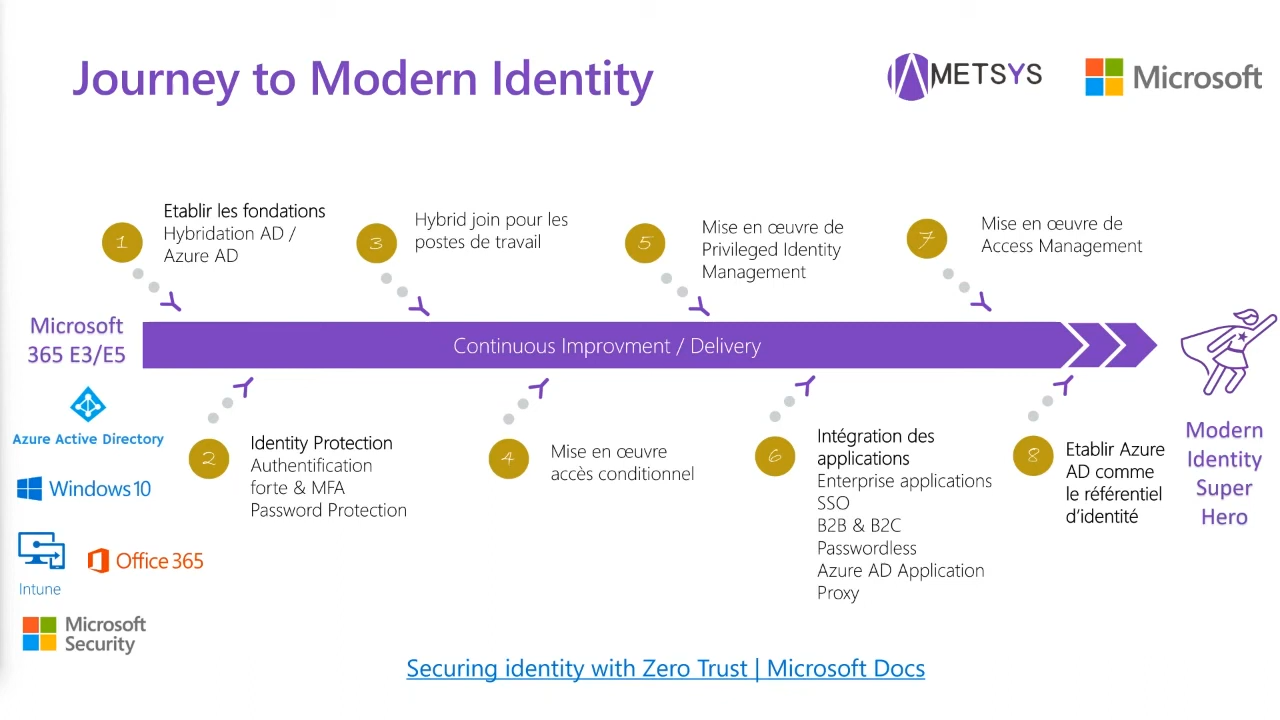 Journey to Modern Identity
METSYS
Microsoft
1
Etablir les fondations
Hybridation AD /
Azure AD
3
Hybrid join pour les
postes de travail
5
Mise en œuvre de
Privileged Identity
Management
7
Mise en œuvre de
Access Management
Microsoft
365 E3/E5
Continuous Improvment / Delivery
Azure Active Directory
Windows 10
Intune
Office 365
Microsoft
Security
2
Identity Protection
Authentification
forte & MFA
Password Protection
4
Mise en œuvre
accès conditionnel
6
Intégration des
applications
Enterprise applications
SSO
B2B & B2C
Passwordless
Azure AD Application
Proxy
8
Etablir Azure
AD comme
le référentiel
d’identité
Modern
Identity
Super
Hero
Securing identity with Zero Trust | Microsoft Docs